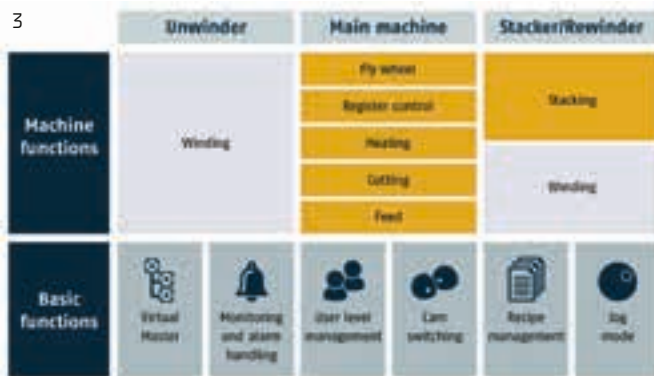 3
Unwinder
Main machine
Stacker/Rewinder
Machine
functions
Winding
Fly wheel
Register control
Heating
Cutting
Feed
Stacking
Winding
Basic
functions
Virtual
Master
Monitoring
and alarm
handling
User level
management
Cam
switching
Recipe
management
Jog
mode